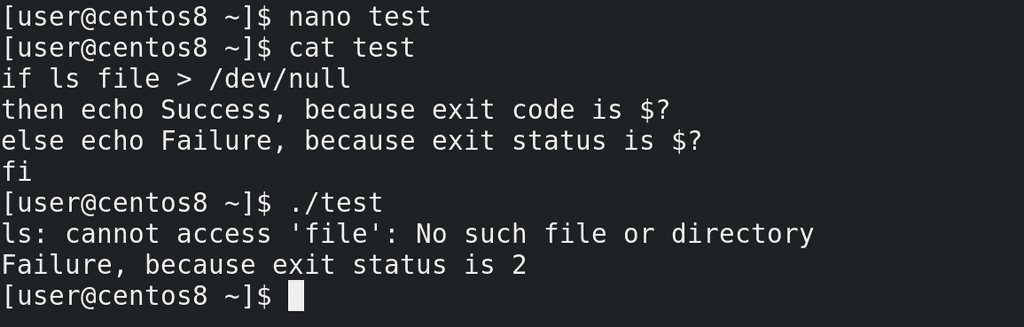 [user@centos8 ~]$ nano test
[user@centos8 ~]$ cat test
if ls file > /dev/null
then echo Success, because exit code is $?
else echo Failure, because exit status is $?
fi
[user@centos8 ~]$ ./test
ls: cannot access 'file': No such file or directory
Failure, because exit status is 2
[user@centos8 ~]$